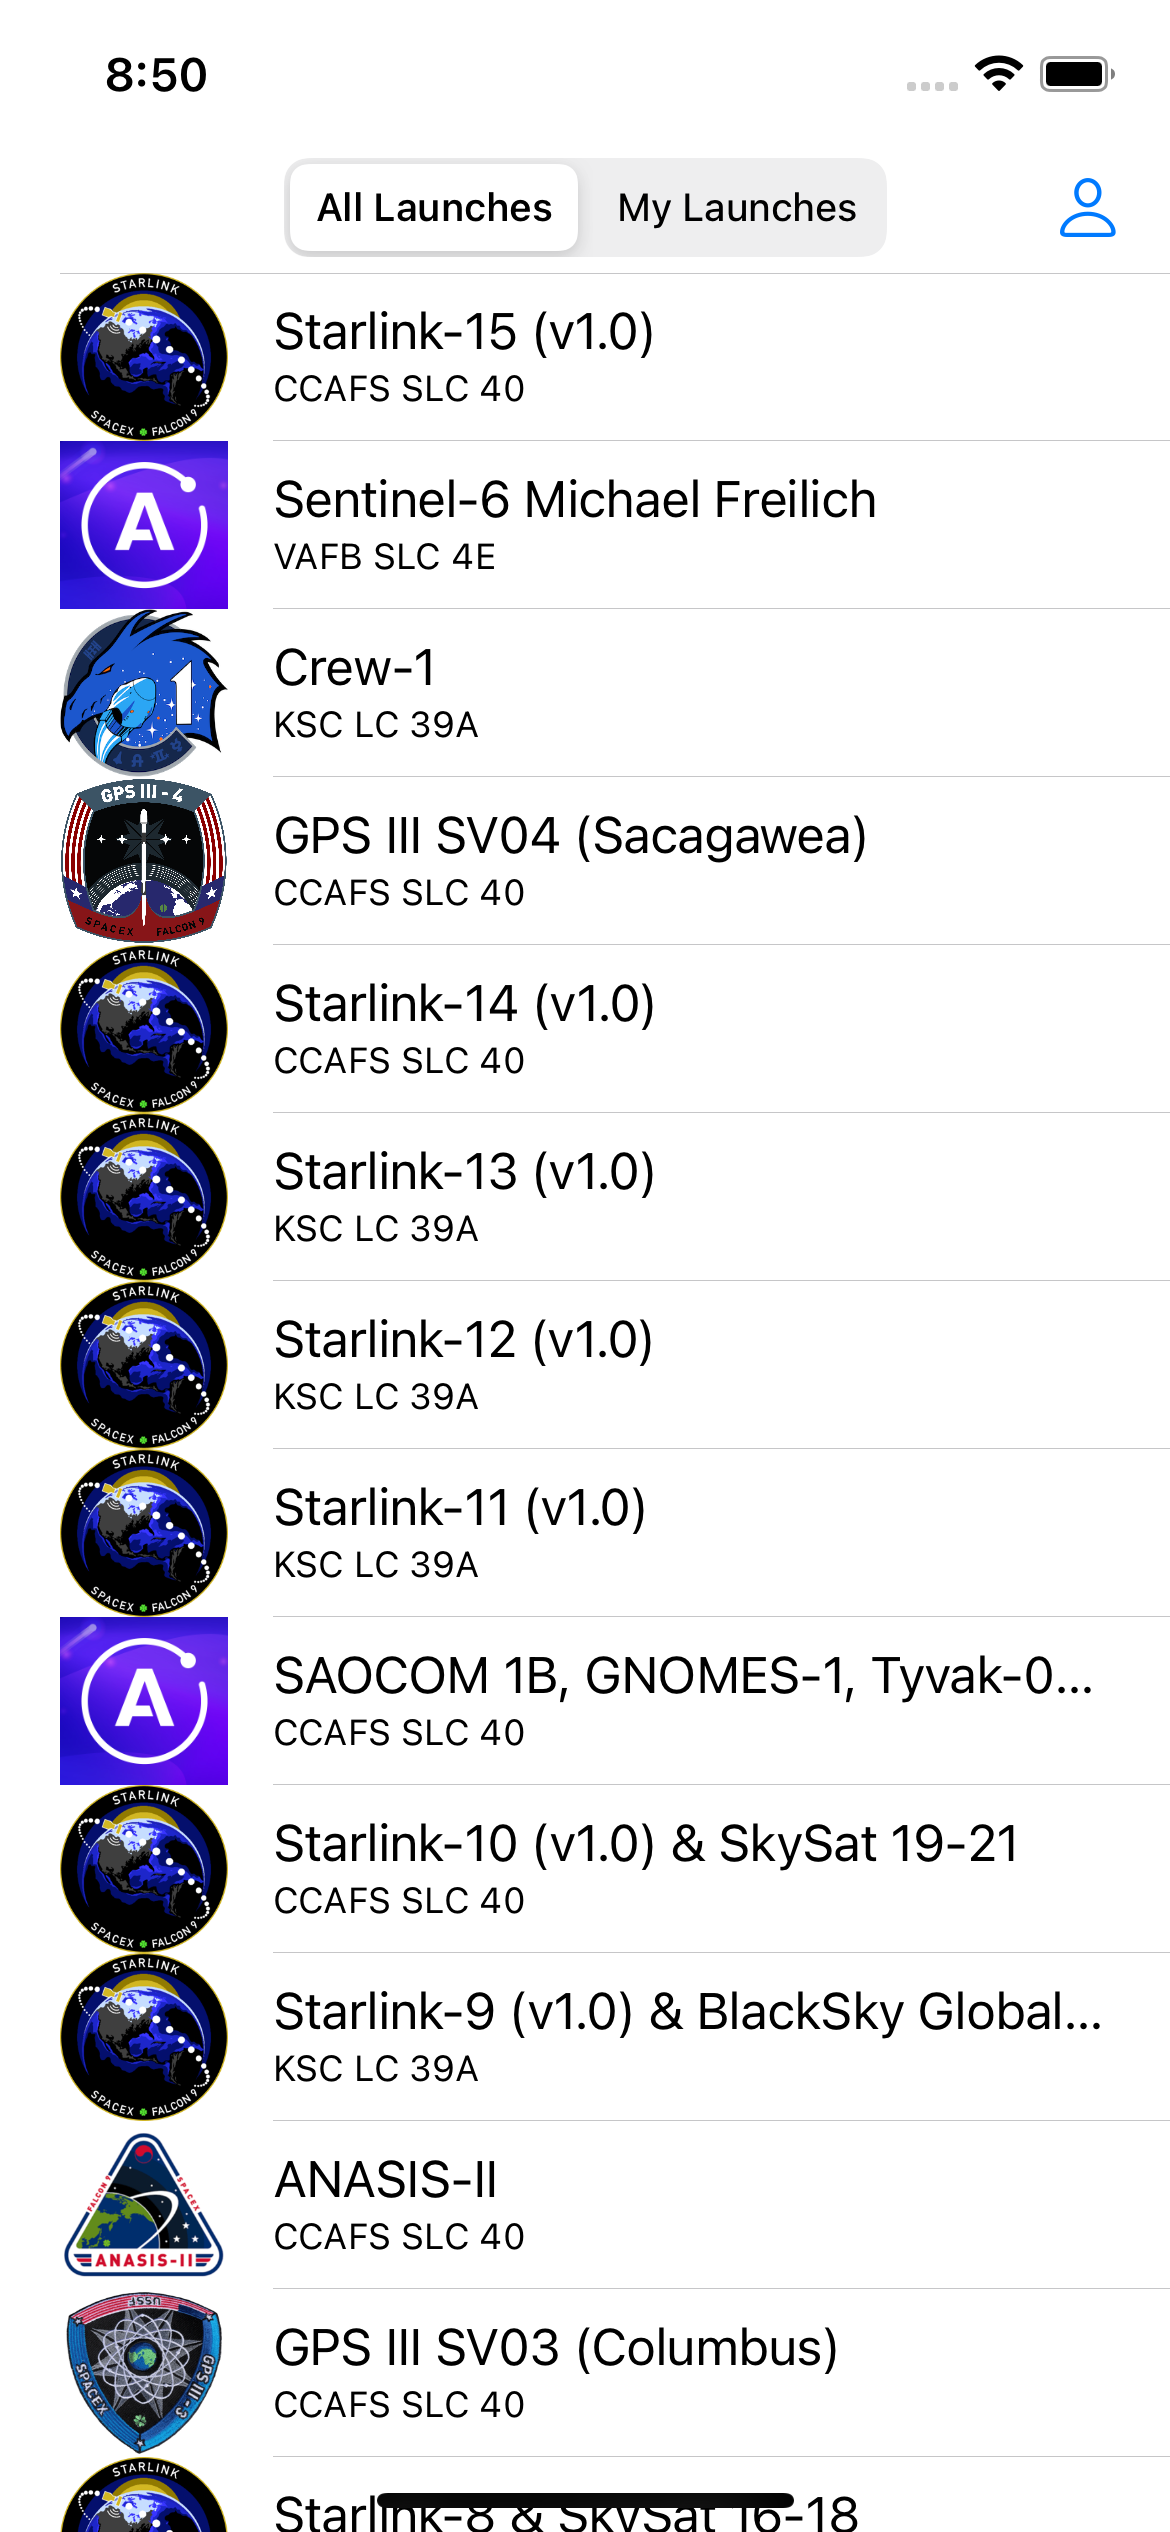 8:50
All Launches My Launches
STARLINK
SPACEX FALCON 9
Starlink-15 (v1.0)
CCAFS SLC 40
A
Sentinel-6 Michael Freilich
VAFB SLC 4E
1
Crew-1
KSC LC 39A
GPS III - 4
SPACEX FALCON 9
GPS III SV04 (Sacagawea)
CCAFS SLC 40
STARLINK
SPACEX FALCON 9
Starlink-14 (v1.0)
CCAFS SLC 40
STARLINK
SPACEX FALCON 9
Starlink-13 (v1.0)
KSC LC 39A
STARLINK
SPACEX FALCON 9
Starlink-12 (v1.0)
KSC LC 39A
STARLINK
SPACEX FALCON 9
Starlink-11 (v1.0)
KSC LC 39A
A
SAOCOM 1B, GNOMES-1, Tyvak-0...
CCAFS SLC 40
STARLINK
SPACEX FALCON 9
Starlink-10 (v1.0) & SkySat 19-21
CCAFS SLC 40
STARLINK
SPACEX FALCON 9
Starlink-9 (v1.0) & BlackSky Global...
KSC LC 39A
FALCON 9 SPACEX
ANASIS-II
ANASIS-II
CCAFS SLC 40
USSF
SPACEX GPS III-3
GPS III SV03 (Columbus)
CCAFS SLC 40
STARLINK
Starlink-8 & SkySat 16-18